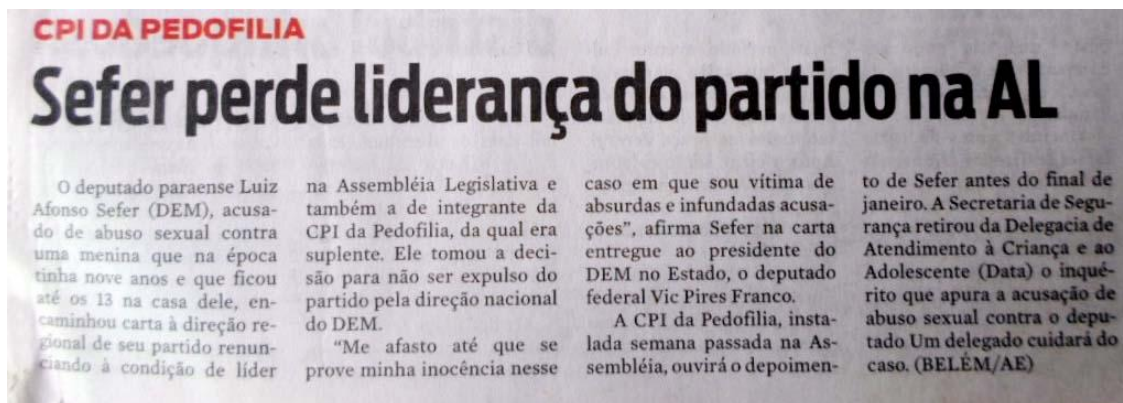 CPI DA PEDOFILIA
Sefer perde liderança do partido na AL
O deputado paraense Luiz
Afonso Sefer (DEM), acusa-
do de abuso sexual contra
uma menina que na época
tinha nove anos e que ficou
até os 13 na casa dele, en-
caminhou carta à direção re-
gional de seu partido renun-
ciando à condição de líder
na Assembléia Legislativa e
também a de integrante da
CPI da Pedofilia, da qual era
suplente. Ele tomou a deci-
são para não ser expulso do
partido pela direção nacional
do DEM.
“Me afasto até que se
prove minha inocência nesse
caso em que sou vítima de
absurdas e infundadas acusa-
ções”, afirma Sefer na carta
entregue ao presidente do
DEM no Estado, o deputado
federal Vic Pires Franco.
A CPI da Pedofilia, insta-
lada semana passada na As-
sembléia, ouvirá o depoimen-
to de Sefer antes do final de
janeiro. A Secretaria de Segu-
rança retirou da Delegacia de
Atendimento à Criança e ao
Adolescente (Data) o inqué-
rito que apura a acusação de
abuso sexual contra o depu-
tado Um delegado cuidará do
caso. (BELÉM/AE)